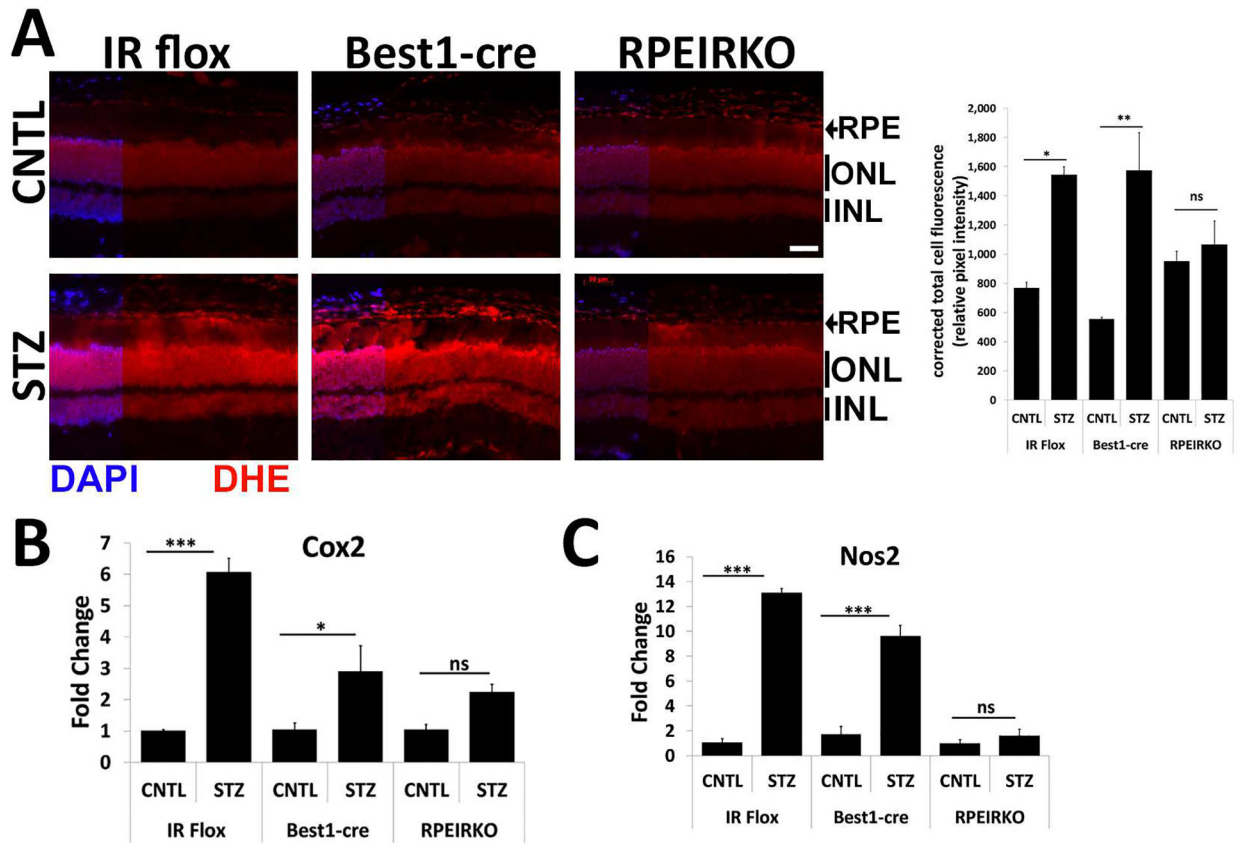 A
IR flox Best1-cre RPEIRKO
CNTL
RPE
ONL
INL
STZ
RPE
ONL
INL
DAPI DHE
corrected total cell fluorescence
(relative pixel intensity)
2,000
1,800
1,600
1,400
1,200
1,000
800
600
400
200
0
* ** ns
CNTL STZ CNTL STZ CNTL STZ
IR Flox Best1-cre RPEIRKO
B
Cox2
Fold Change
7
6
5
4
3
2
1
0
*** * ns
CNTL STZ CNTL STZ CNTL STZ
IR Flox Best1-cre RPEIRKO
C
Nos2
Fold Change
16
14
12
10
8
6
4
2
0
*** *** ns
CNTL STZ CNTL STZ CNTL STZ
IR Flox Best1-cre RPEIRKO